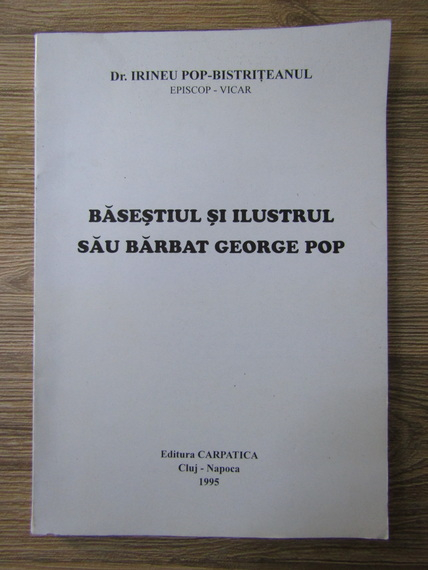 Dr. IRINEU POP-BISTRIȚEANUL
EPISCOP - VICAR
BĂSEȘTIUL ȘI ILUSTRUL
SĂU BĂRBAT GEORGE POP
Editura CARPATICA
Cluj - Napoca
1995